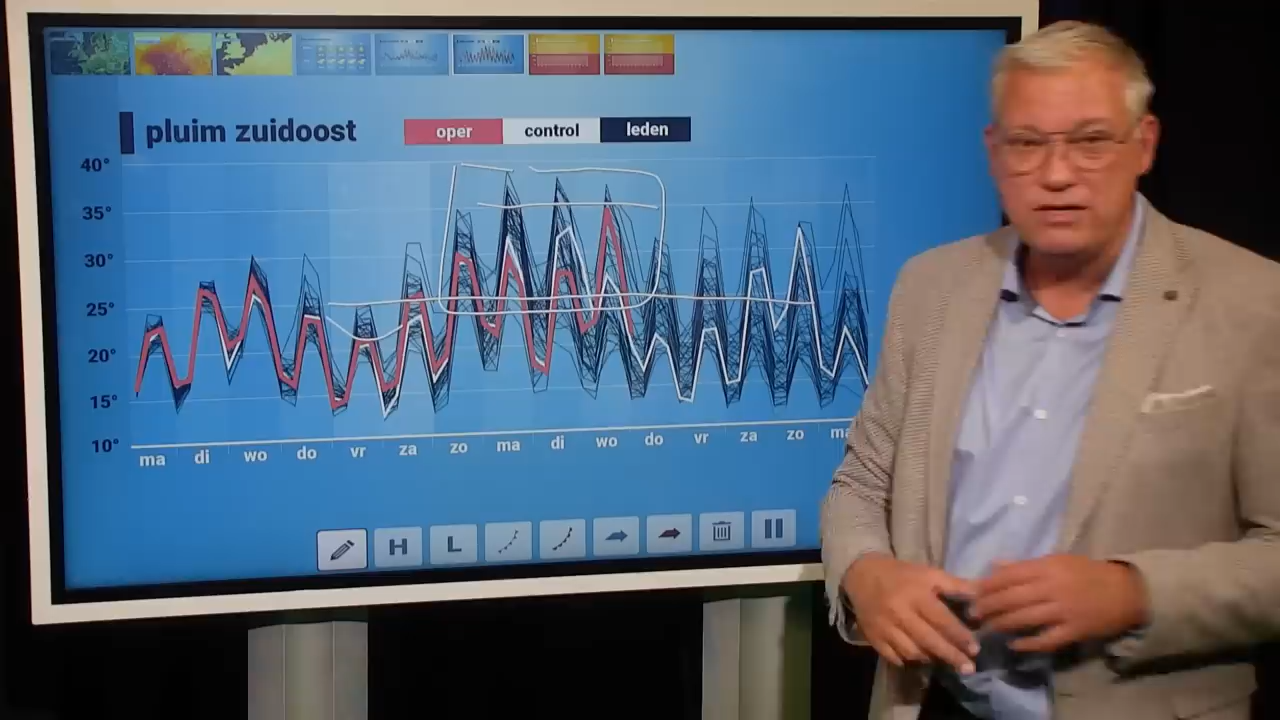 pluim zuidoost
oper control leden
40°
35°
30°
25°
20°
15°
10°
ma di wo do vr za zo ma di wo do vr za zo ma
H L